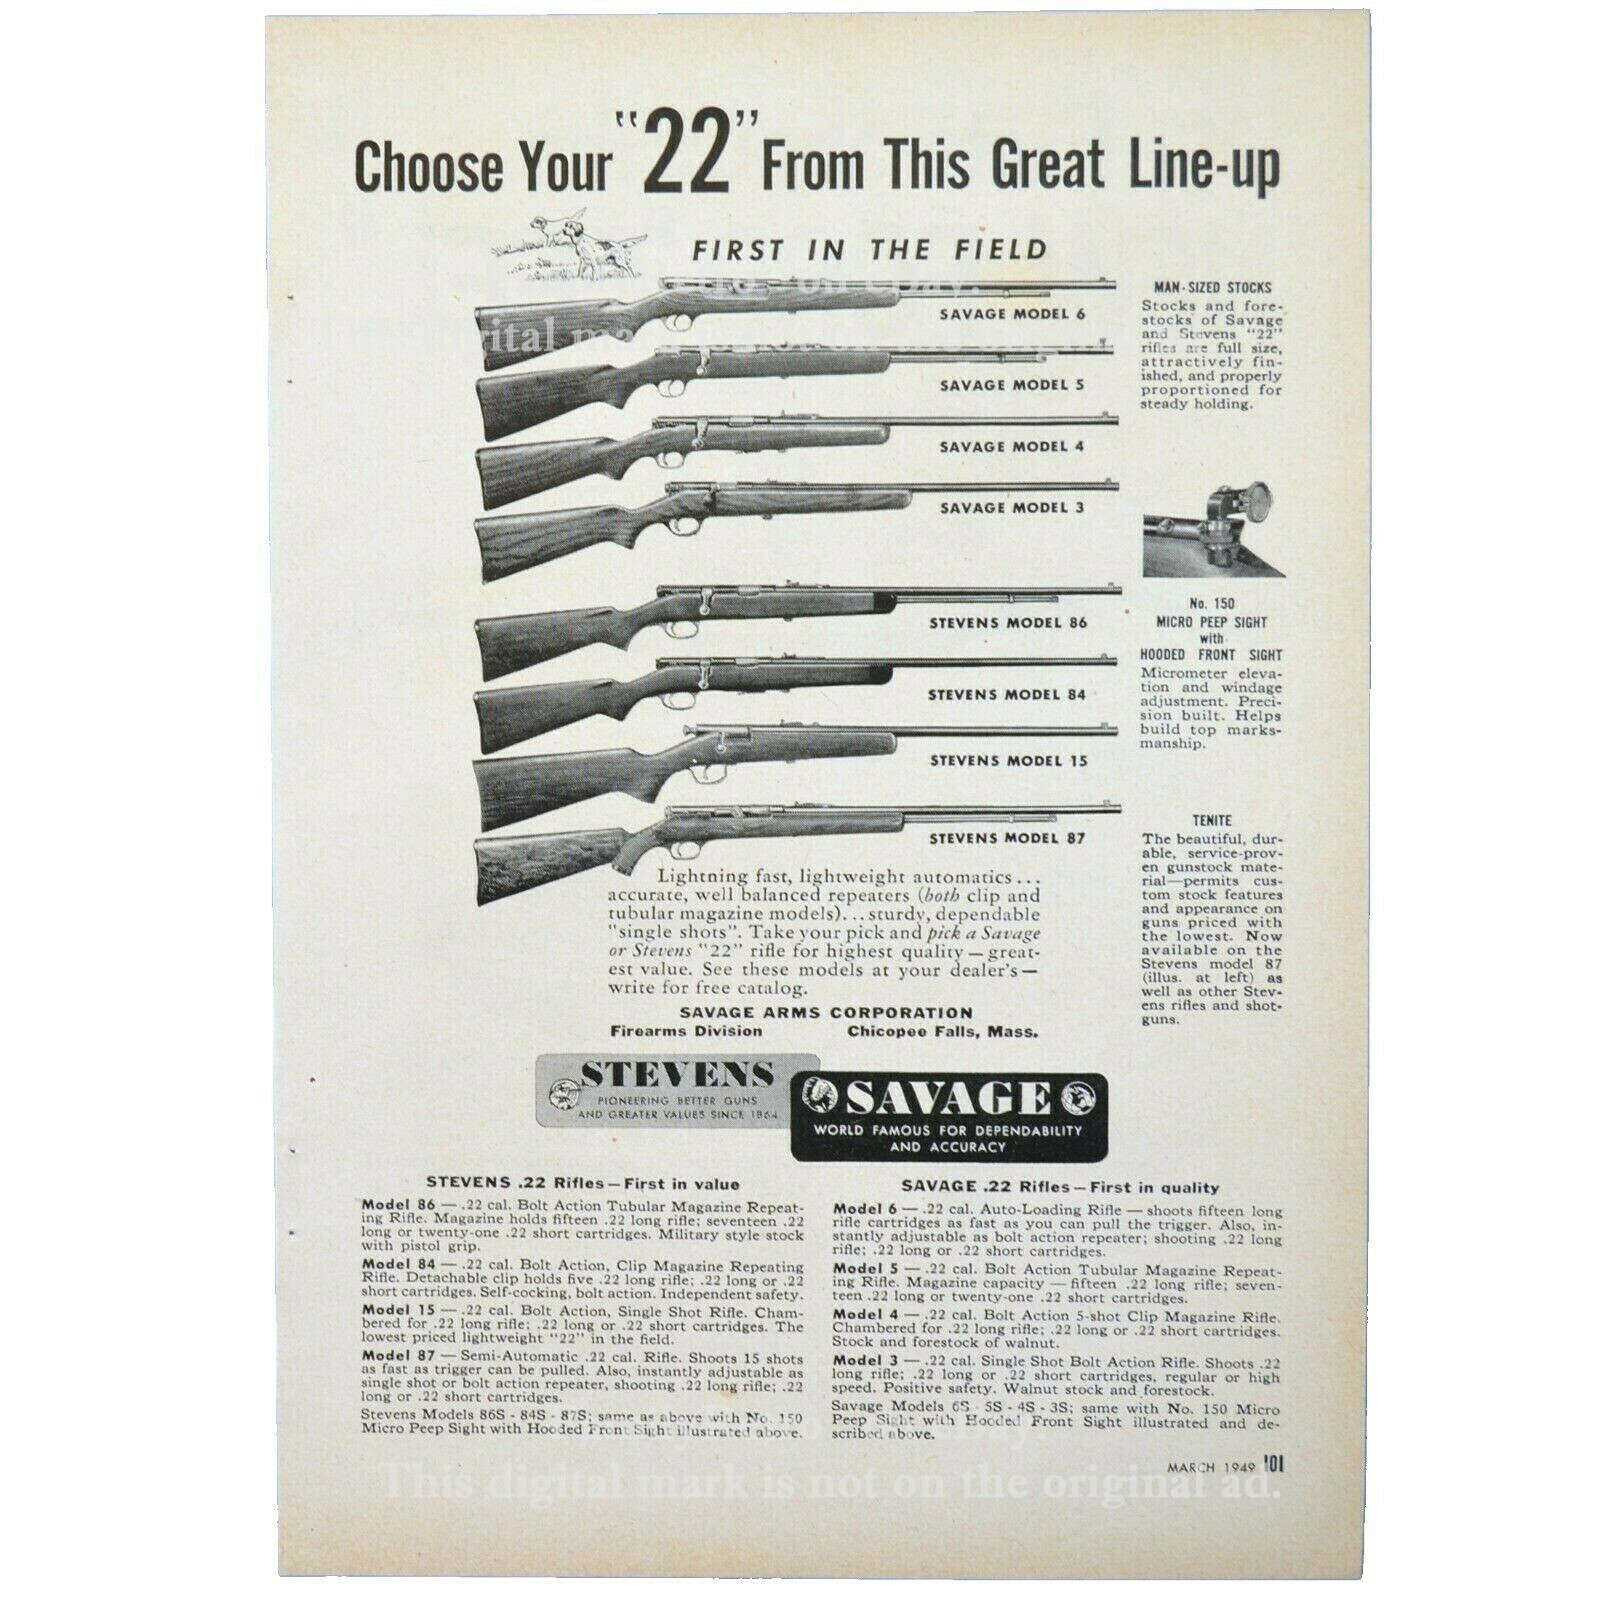 Choose Your "22" From This Great Line-up
FIRST IN THE FIELD
SAVAGE MODEL 6
SAVAGE MODEL 5
SAVAGE MODEL 4
SAVAGE MODEL 3
STEVENS MODEL 86
STEVENS MODEL 84
STEVENS MODEL 15
STEVENS MODEL 87
MAN-SIZED STOCKS
Stocks and fore-
stocks of Savage
and Stevens "22"
rifles are full size,
attractively fin-
ished, and properly
proportioned for
steady holding.
No. 150
MICRO PEEP SIGHT
with
HOODED FRONT SIGHT
Micrometer eleva-
tion and windage
adjustment. Preci-
sion built. Helps
build top marks-
manship.
TENITE
The beautiful, dur-
able, service-prov-
en gunstock mate-
rial—permits cus-
tom stock features
and appearance on
guns priced with
the lowest. Now
available on the
Stevens model 87
(illus. at left) as
well as other Stev-
ens rifles and shot-
guns.
Lightning fast, lightweight automatics...
accurate, well balanced repeaters (both clip and
tubular magazine models)...sturdy, dependable
"single shots". Take your pick and pick a Savage
or Stevens "22" rifle for highest quality — great-
est value. See these models at your dealer's —
write for free catalog.
SAVAGE ARMS CORPORATION
Firearms Division Chicopee Falls, Mass.
STEVENS
PIONEERING BETTER GUNS
AND GREATER VALUES SINCE 1864
SAVAGE
WORLD FAMOUS FOR DEPENDABILITY
AND ACCURACY
STEVENS .22 Rifles—First in value
Model 86 — .22 cal. Bolt Action Tubular Magazine Repeat-
ing Rifle. Magazine holds fifteen .22 long rifle; seventeen .22
long or twenty-one .22 short cartridges. Military style stock
with pistol grip.
Model 84 — .22 cal. Bolt Action, Clip Magazine Repeating
Rifle. Detachable clip holds five .22 long rifle; .22 long or .22
short cartridges. Self-cocking, bolt action. Independent safety.
Model 15 — .22 cal. Bolt Action, Single Shot Rifle. Cham-
bered for .22 long rifle; .22 long or .22 short cartridges. The
lowest priced lightweight "22" in the field.
Model 87 — Semi-Automatic .22 cal. Rifle. Shoots 15 shots
as fast as trigger can be pulled. Also, instantly adjustable as
single shot or bolt action repeater, shooting .22 long rifle; .22
long or .22 short cartridges.
Stevens Models 86S - 84S - 87S; same as above with No. 150
Micro Peep Sight with Hooded Front Sight illustrated above.
SAVAGE .22 Rifles—First in quality
Model 6 — .22 cal. Auto-Loading Rifle — shoots fifteen long
rifle cartridges as fast as you can pull the trigger. Also, in-
stantly adjustable as bolt action repeater; shooting .22 long
rifle; .22 long or .22 short cartridges.
Model 5 — .22 cal. Bolt Action Tubular Magazine Repeat-
ing Rifle. Magazine capacity — fifteen .22 long rifle; seven-
teen .22 long or twenty-one .22 short cartridges.
Model 4 — .22 cal. Bolt Action 5-shot Clip Magazine Rifle.
Chambered for .22 long rifle; .22 long or .22 short cartridges.
Stock and forestock of walnut.
Model 3 — .22 cal. Single Shot Bolt Action Rifle. Shoots .22
long rifle; .22 long or .22 short cartridges, regular or high
speed. Positive safety. Walnut stock and forestock.
Savage Models 6S - 5S - 4S - 3S; same with No. 150 Micro
Peep Sight with Hooded Front Sight illustrated and de-
scribed above.
MARCH 1949 101
This digital mark is not on the original ad.